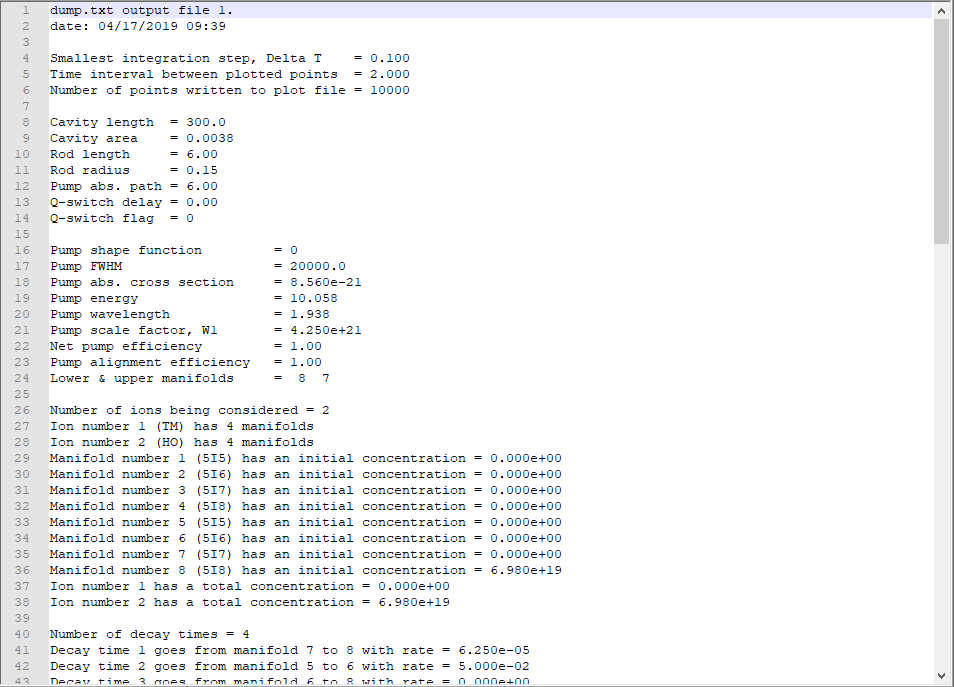 1 dump.txt output file 1.
2 date: 04/17/2019 09:39
3
4 Smallest integration step, Delta T = 0.100
5 Time interval between plotted points = 2.000
6 Number of points written to plot file = 10000
7
8 Cavity length = 300.0
9 Cavity area = 0.0038
10 Rod length = 6.00
11 Rod radius = 0.15
12 Pump abs. path = 6.00
13 Q-switch delay = 0.00
14 Q-switch flag = 0
15
16 Pump shape function = 0
17 Pump FWHM = 20000.0
18 Pump abs. cross section = 8.560e-21
19 Pump energy = 10.058
20 Pump wavelength = 1.938
21 Pump scale factor, W1 = 4.250e+21
22 Net pump efficiency = 1.00
23 Pump alignment efficiency = 1.00
24 Lower & upper manifolds = 8 7
25
26 Number of ions being considered = 2
27 Ion number 1 (TM) has 4 manifolds
28 Ion number 2 (HO) has 4 manifolds
29 Manifold number 1 (5I5) has an initial concentration = 0.000e+00
30 Manifold number 2 (5I6) has an initial concentration = 0.000e+00
31 Manifold number 3 (5I7) has an initial concentration = 0.000e+00
32 Manifold number 4 (5I8) has an initial concentration = 0.000e+00
33 Manifold number 5 (5I5) has an initial concentration = 0.000e+00
34 Manifold number 6 (5I6) has an initial concentration = 0.000e+00
35 Manifold number 7 (5I7) has an initial concentration = 0.000e+00
36 Manifold number 8 (5I8) has an initial concentration = 6.980e+19
37 Ion number 1 has a total concentration = 0.000e+00
38 Ion number 2 has a total concentration = 6.980e+19
39
40 Number of decay times = 4
41 Decay time 1 goes from manifold 7 to 8 with rate = 6.250e-05
42 Decay time 2 goes from manifold 5 to 6 with rate = 5.000e-02
43 Decay time 3 goes from manifold 6 to 8 with rate = 0.000e+00